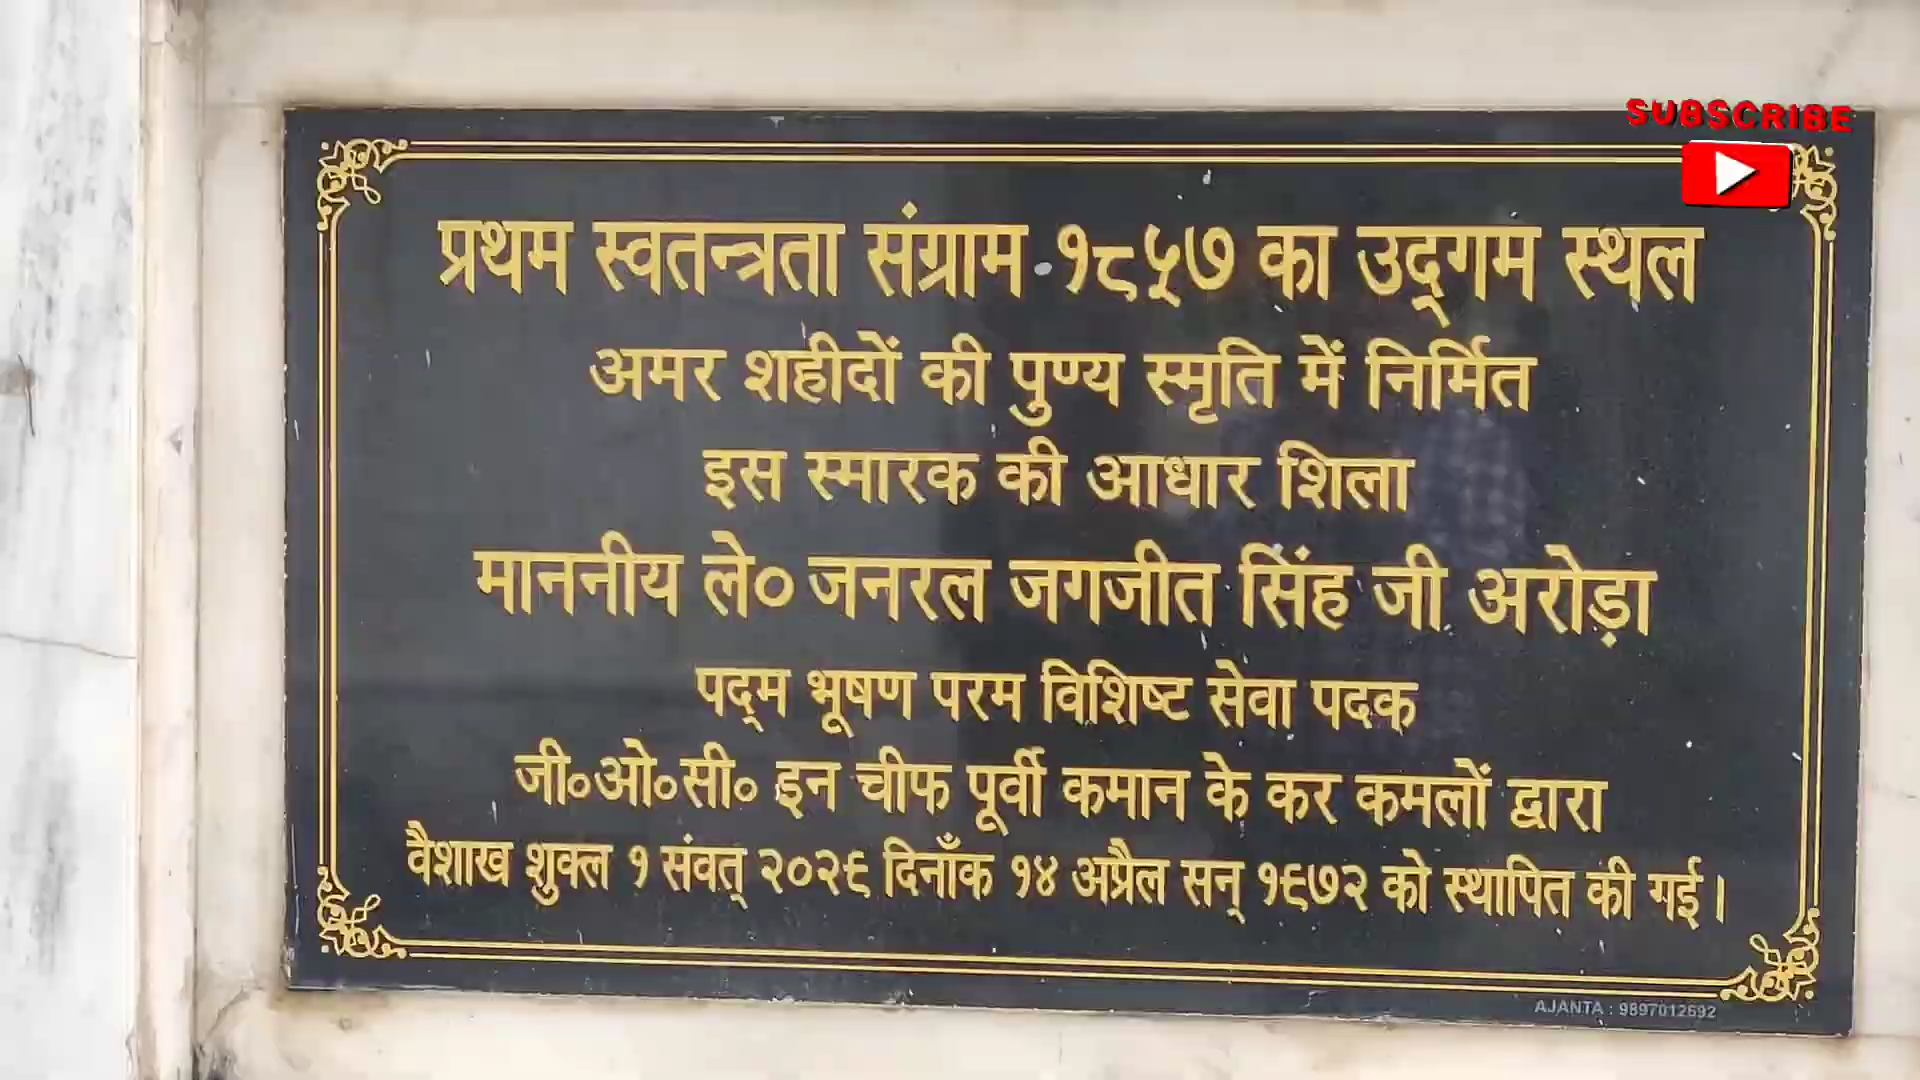 SUBSCRIBE
प्रथम स्वतन्त्रता संग्राम १८५७ का उद्‌गम स्थल
अमर शहीदों की पुण्य स्मृति में निर्मित
इस स्मारक की आधार शिला
माननीय ले० जनरल जगजीत सिंह जी अरोड़ा
पद्‌म भूषण परम विशिष्ट सेवा पदक
जी०ओ०सी० इन चीफ पूर्वी कमान के कर कमलों द्वारा
वैशाख शुक्ल १ संवत् २०२९ दिनाँक १४ अप्रैल सन् १९७२ को स्थापित की गई।
AJANTA : 9897012692